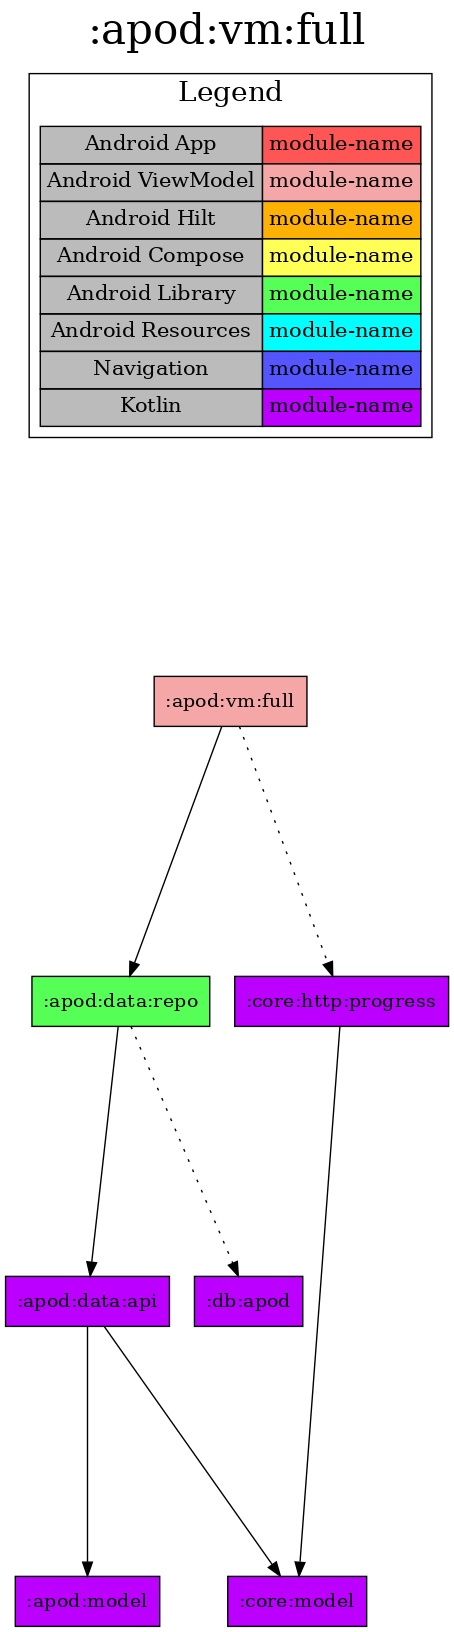 :apod:vm:full
Legend
Android App module-name
Android ViewModel module-name
Android Hilt module-name
Android Compose module-name
Android Library module-name
Android Resources module-name
Navigation module-name
Kotlin module-name
:apod:vm:full
:apod:data:repo :core:http:progress
:apod:data:api :db:apod
:apod:model :core:model